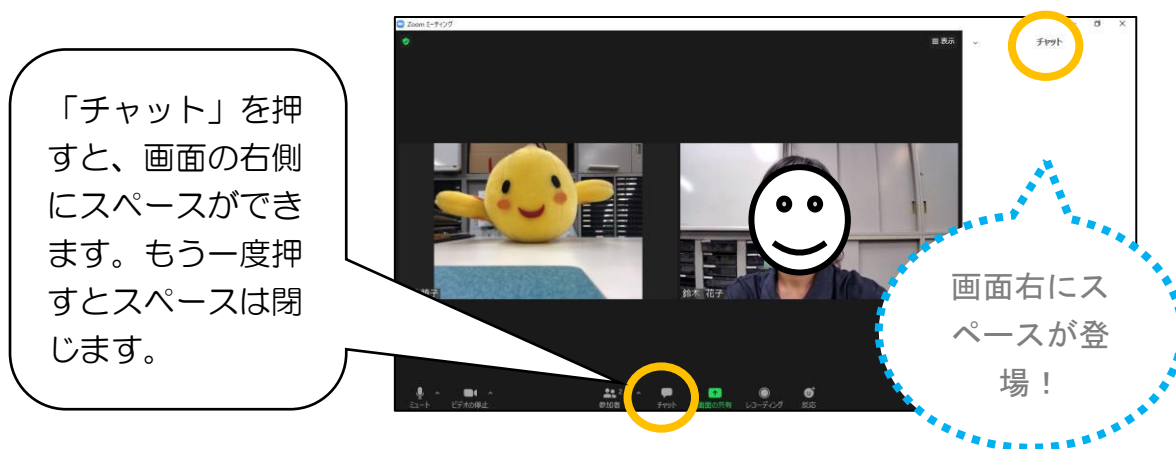 Zoom ミーティング
表示
チャット
「チャット」を押
すと、画面の右側
にスペースができ
ます。もう一度押
すとスペースは閉
じます。
鈴木 花子
画面右にス
ペースが登
場!
ミュート
ビデオの停止
参加者
チャット
画面の共有
レコーディング
反応